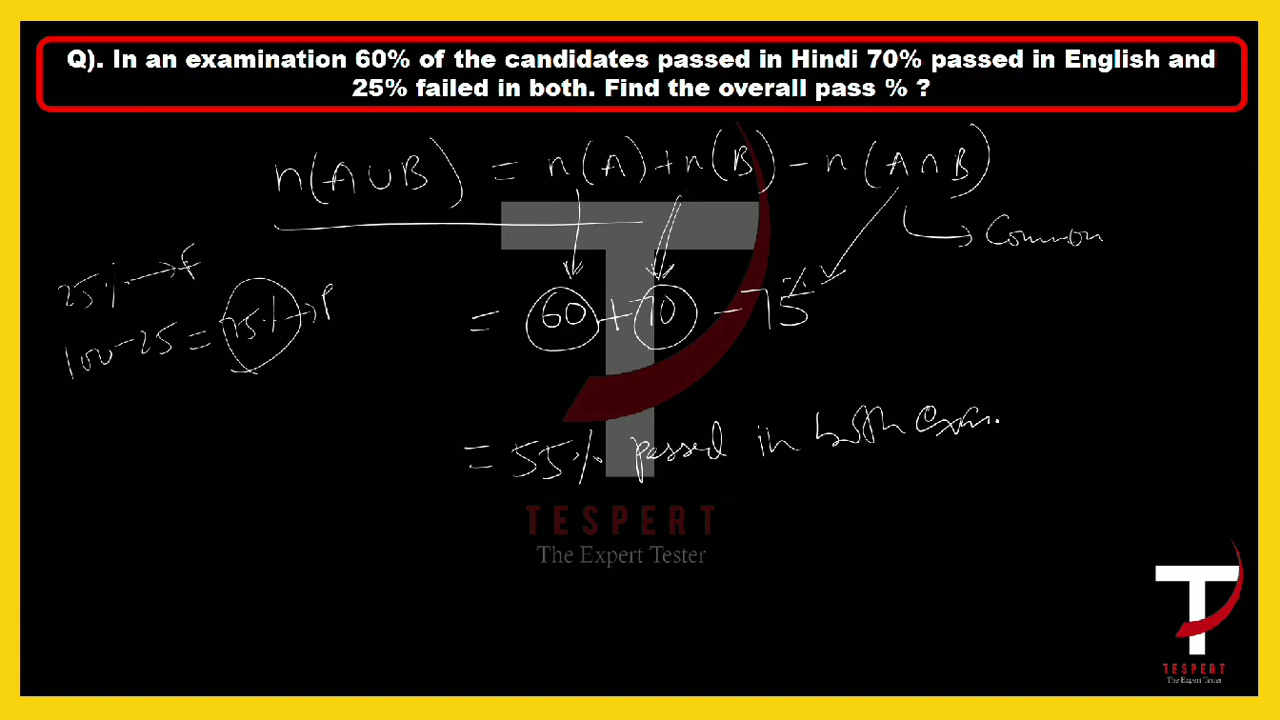 Q). In an examination 60% of the candidates passed in Hindi 70% passed in English and
25% failed in both. Find the overall pass % ?
n(A∪B) = n(A) + n(B) - n(A∩B)
Common
25% → f
100-25 = 75% → P
= 60 + 70 - 75%
= 55% passed in both exam.
TESPERT
The Expert Tester
TESPERT
The Expert Tester